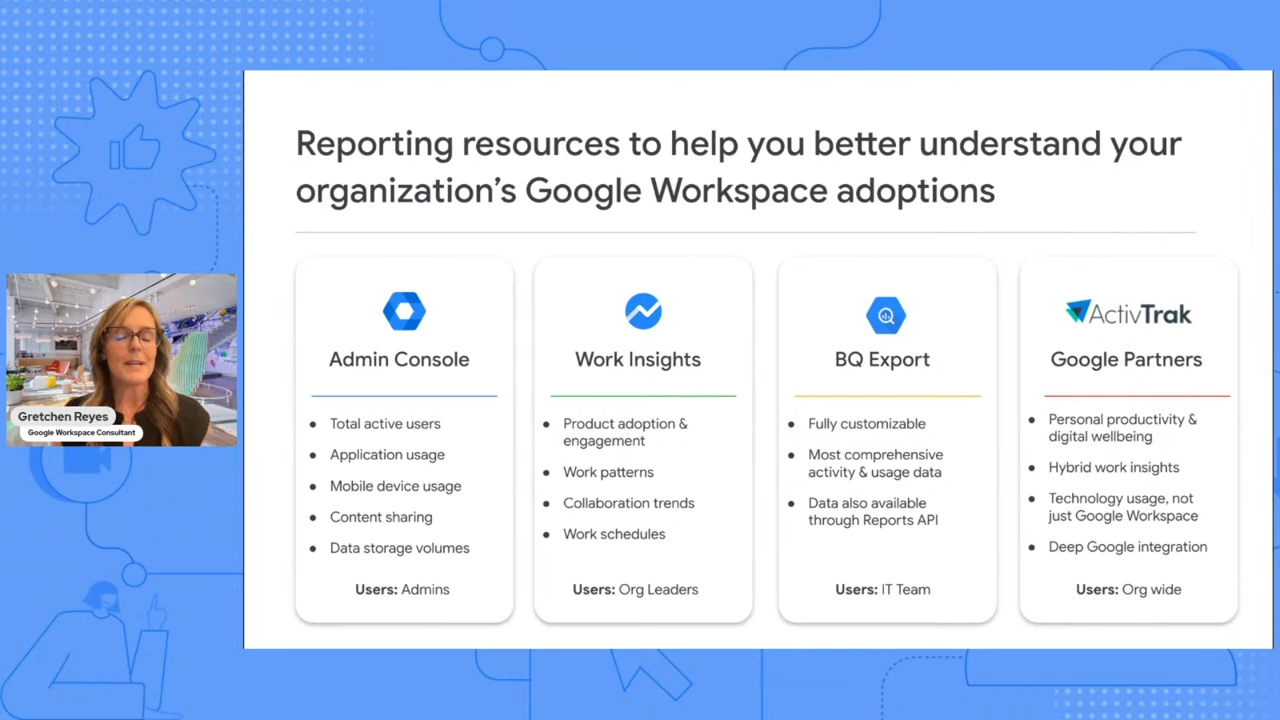 Reporting resources to help you better understand your
organization's Google Workspace adoptions
Admin Console
Total active users
Application usage
Mobile device usage
Content sharing
Data storage volumes
Users: Admins
Work Insights
Product adoption &
engagement
Work patterns
Collaboration trends
Work schedules
Users: Org Leaders
BQ Export
Fully customizable
Most comprehensive
activity & usage data
Data also available
through Reports API
Users: IT Team
ActivTrak
Google Partners
Personal productivity &
digital wellbeing
Hybrid work insights
Technology usage, not
just Google Workspace
Deep Google integration
Users: Org wide
Gretchen Reyes
Google Workspace Consultant